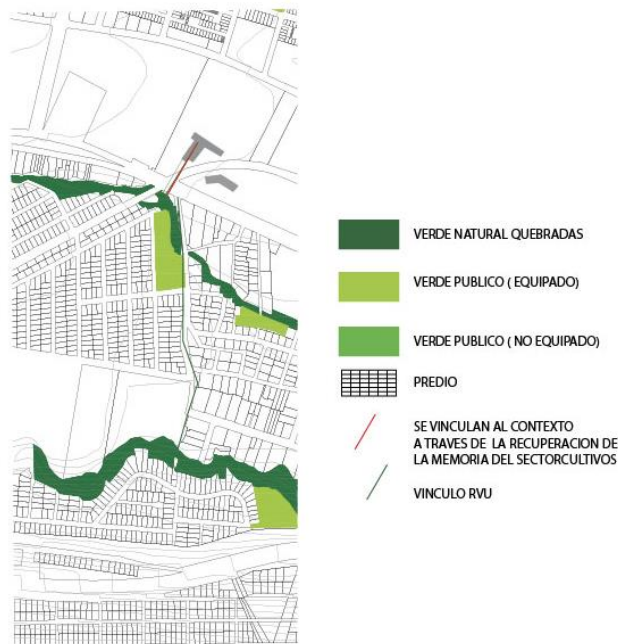 VERDE NATURAL QUEBRADAS
VERDE PUBLICO ( EQUIPADO)
VERDE PUBLICO ( NO EQUIPADO)
PREDIO
SE VINCULAN AL CONTEXTO
A TRAVES DE LA RECUPERACION DE
LA MEMORIA DEL SECTORCULTIVOS
VINCULO RVU